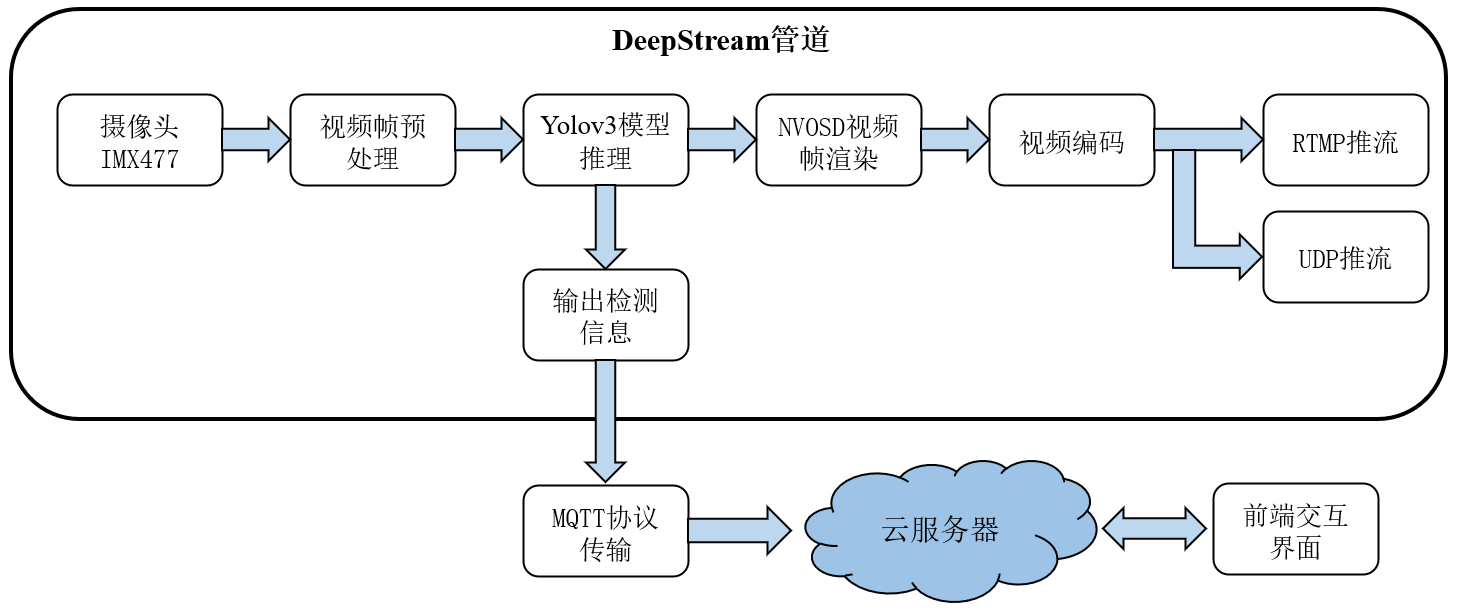 DeepStream管道
摄像头
IMX477
视频帧预
处理
Yolov3模型
推理
NVOSD视频
帧渲染
视频编码
RTMP推流
UDP推流
输出检测
信息
MQTT协议
传输
云服务器
前端交互
界面